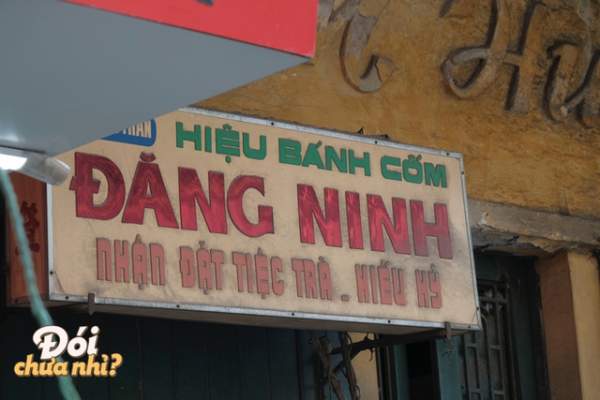 HIỆU BÁNH CỐM
ĐĂNG NINH
NHẬN ĐẶT TIỆC TRÀ . HIẾU HỶ
Đói
chưa nhỉ?